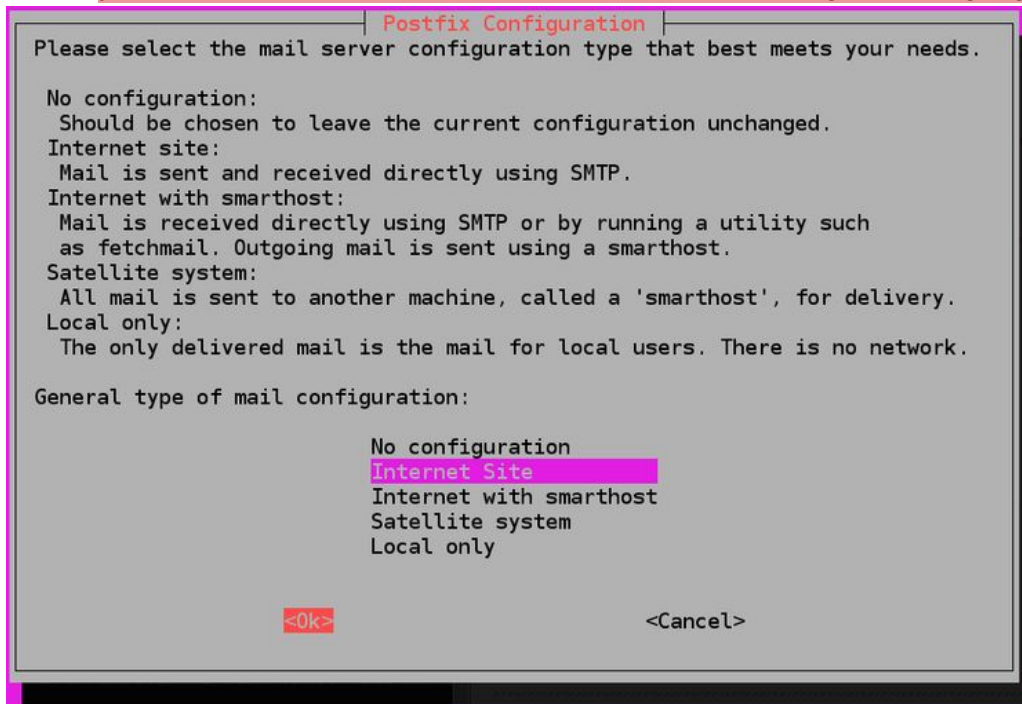 Postfix Configuration
Please select the mail server configuration type that best meets your needs.
No configuration:
Should be chosen to leave the current configuration unchanged.
Internet site:
Mail is sent and received directly using SMTP.
Internet with smarthost:
Mail is received directly using SMTP or by running a utility such
as fetchmail. Outgoing mail is sent using a smarthost.
Satellite system:
All mail is sent to another machine, called a 'smarthost', for delivery.
Local only:
The only delivered mail is the mail for local users. There is no network.
General type of mail configuration:
No configuration
Internet Site
Internet with smarthost
Satellite system
Local only
<Ok> <Cancel>